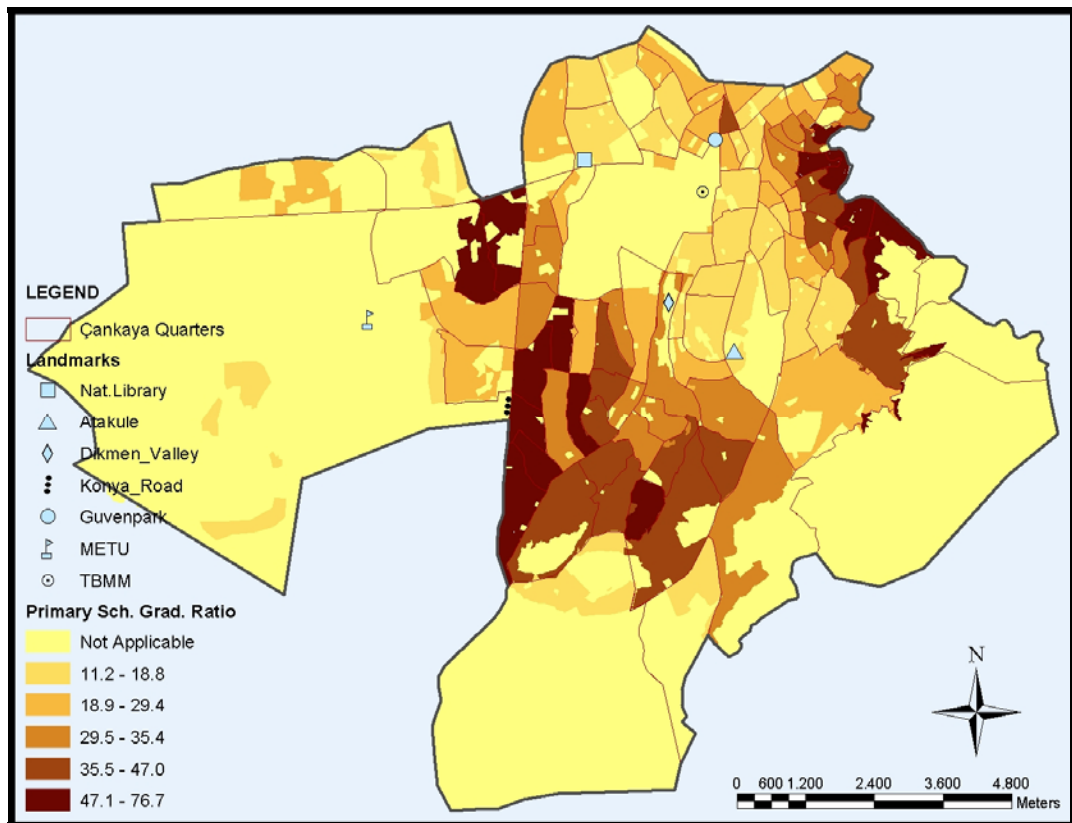 LEGEND
Çankaya Quarters
Landmarks
Nat.Library
Atakule
Dikmen_Valley
Konya_Road
Guvenpark
METU
TBMM
Primary Sch. Grad. Ratio
Not Applicable
11.2 - 18.8
18.9 - 29.4
29.5 - 35.4
35.5 - 47.0
47.1 - 76.7
N
0 600 1.200 2.400 3.600 4.800
Meters